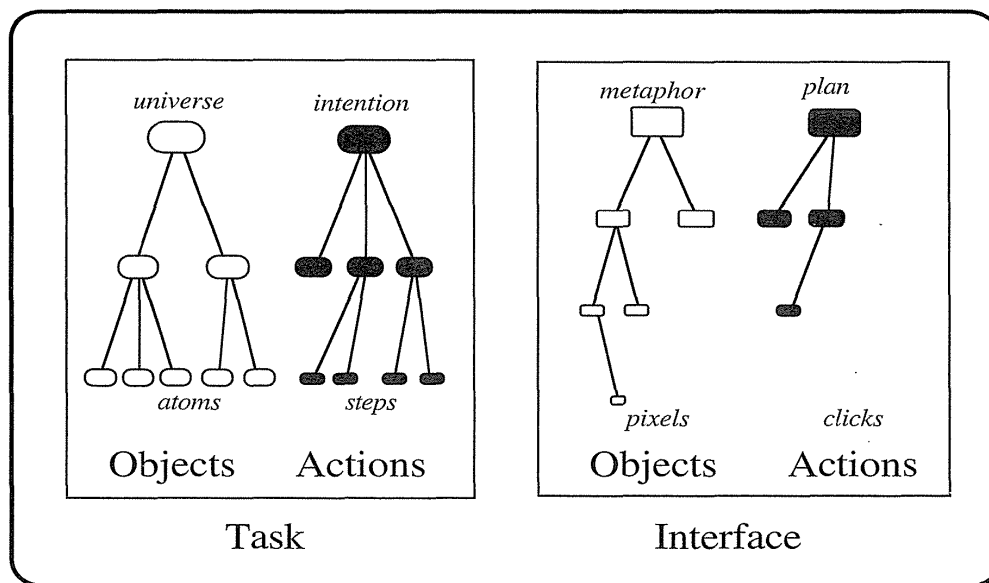 universe
intention
atoms
steps
Objects
Actions
Task
metaphor
plan
pixels
clicks
Objects
Actions
Interface